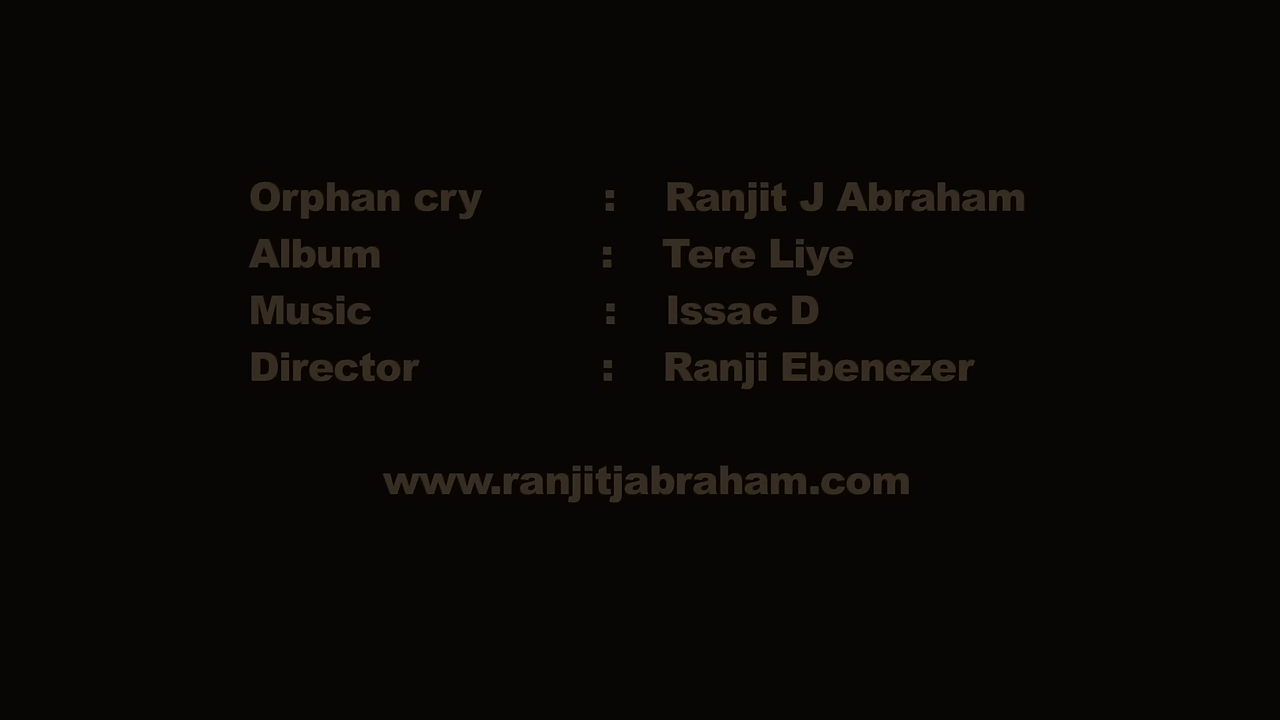 Orphan cry : Ranjit J Abraham
Album : Tere Liye
Music : Issac D
Director : Ranji Ebenezer
www.ranjitjabraham.com